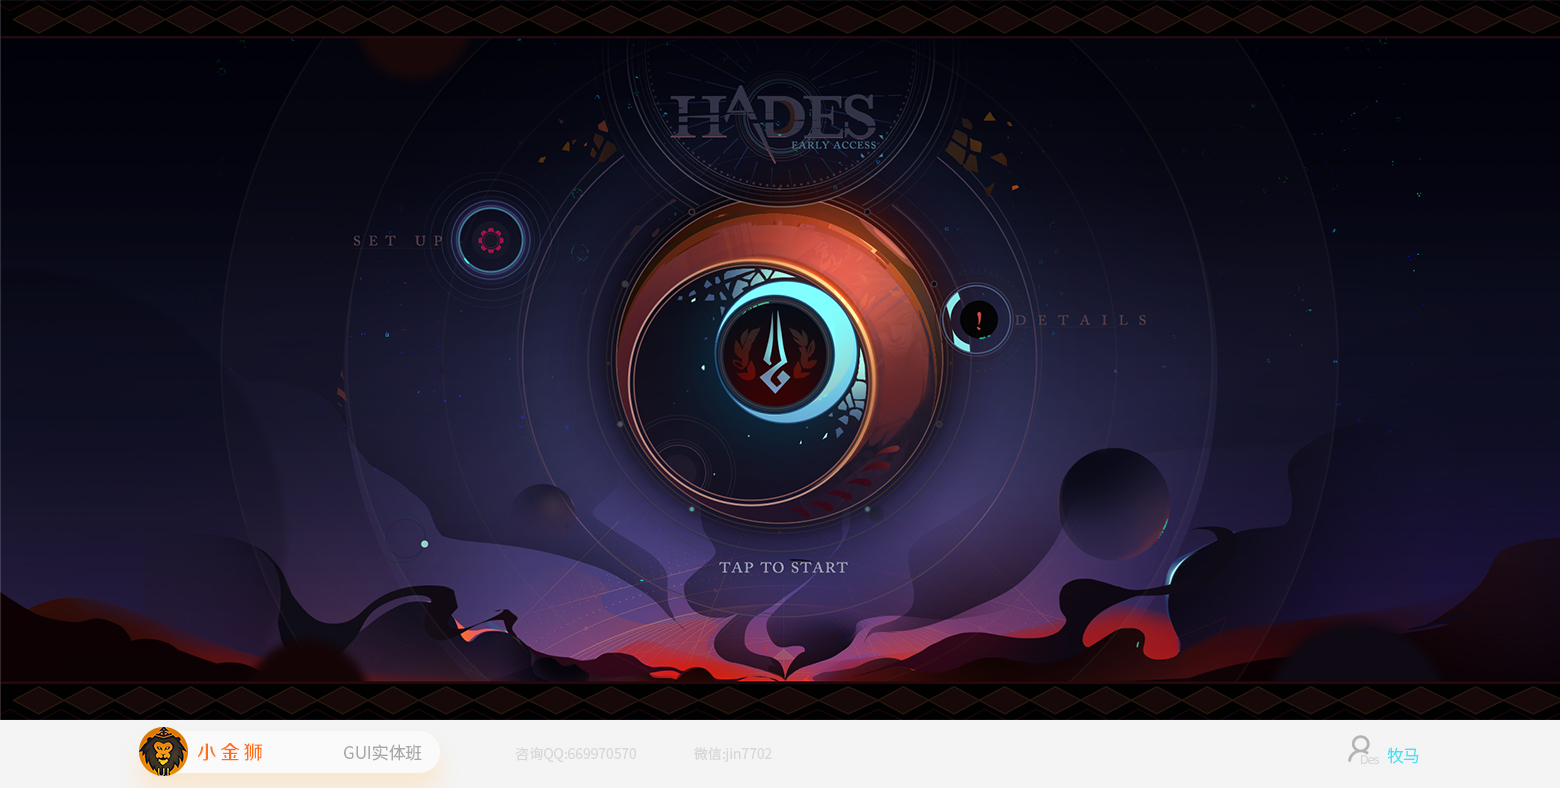 HADES
EARLY ACCESS
SET UP
! DETAILS
TAP TO START
小金狮 GUI实体班 咨询QQ:669970570 微信:jin7702 Des 牧马